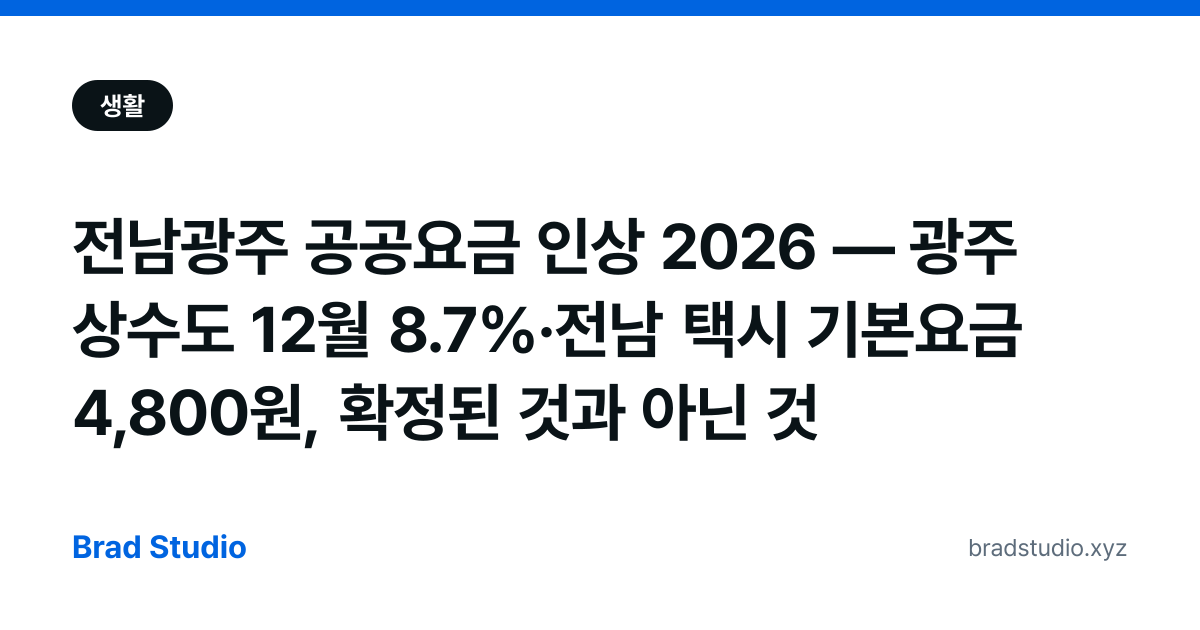 생활
전남광주 공공요금 인상 2026 — 광주
상수도 12월 8.7%·전남 택시 기본요금
4,800원, 확정된 것과 아닌 것
Brad Studio
bradstudio.xyz